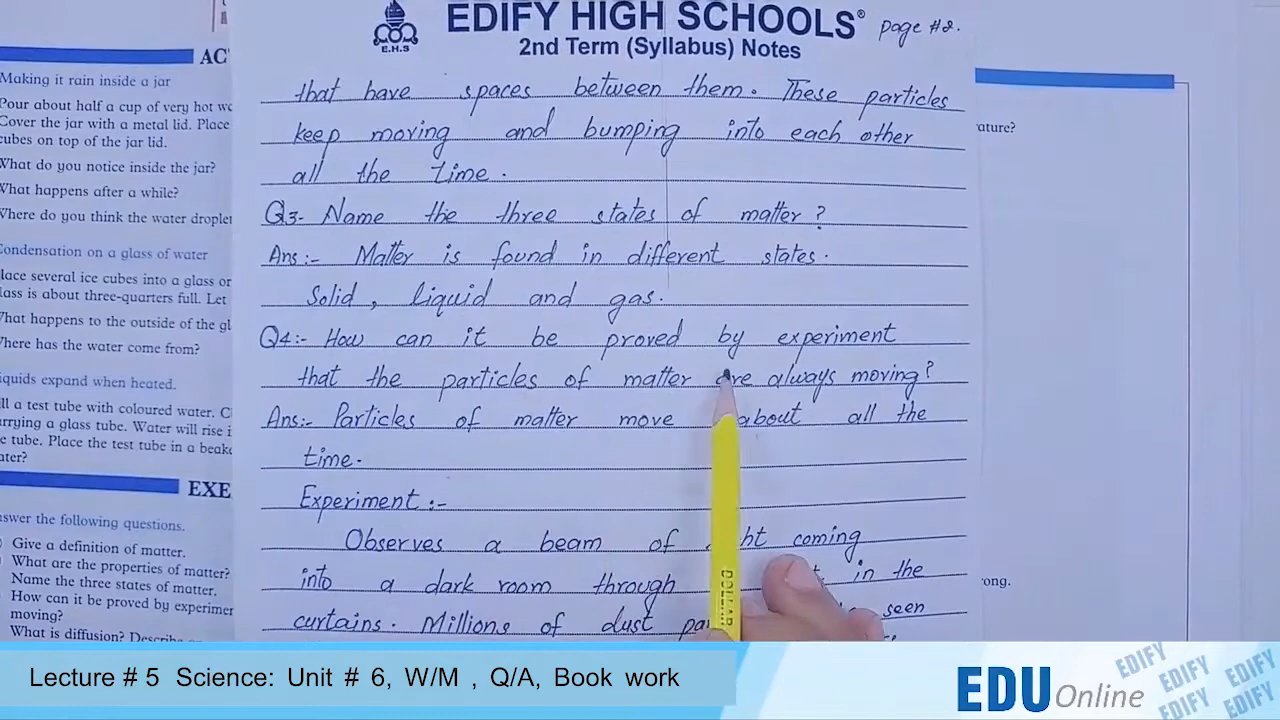 EDIFY HIGH SCHOOLS®
E.H.S
2nd Term (Syllabus) Notes
page #2.
that have spaces between them. These particles
keep moving and bumping into each other
all the time.
Q3- Name the three states of matter?
Ans:- Matter is found in different states.
Solid, liquid and gas.
Q4:- How can it be proved by experiment
that the particles of matter are always moving?
Ans:- Particles of matter move about all the
time.
Experiment:-
Observes a beam of ht coming
into a dark room through in the
curtains. Millions of dust pa seen
AC
Making it rain inside a jar
Pour about half a cup of very hot
Cover the jar with a metal lid. Place
cubes on top of the jar lid.
What do you notice inside the jar?
What happens after a while?
Where do you think the water droplet
Condensation on a glass of water
lace several ice cubes into a glass or
lass is about three-quarters full. Let
What happens to the outside of the gl
Where has the water come from?
iquids expand when heated.
ll a test tube with coloured water. C
rrying a glass tube. Water will rise i
e tube. Place the test tube in a beake
ater?
EXE
nswer the following questions.
Give a definition of matter.
What are the properties of matter?
Name the three states of matter.
How can it be proved by experimer
moving?
What is diffusion?
rature?
rong.
DOLLAR
Lecture # 5 Science: Unit # 6, W/M , Q/A, Book work
EDU Online
EDIFY EDIFY EDIFY
EDIFY EDIFY EDIFY